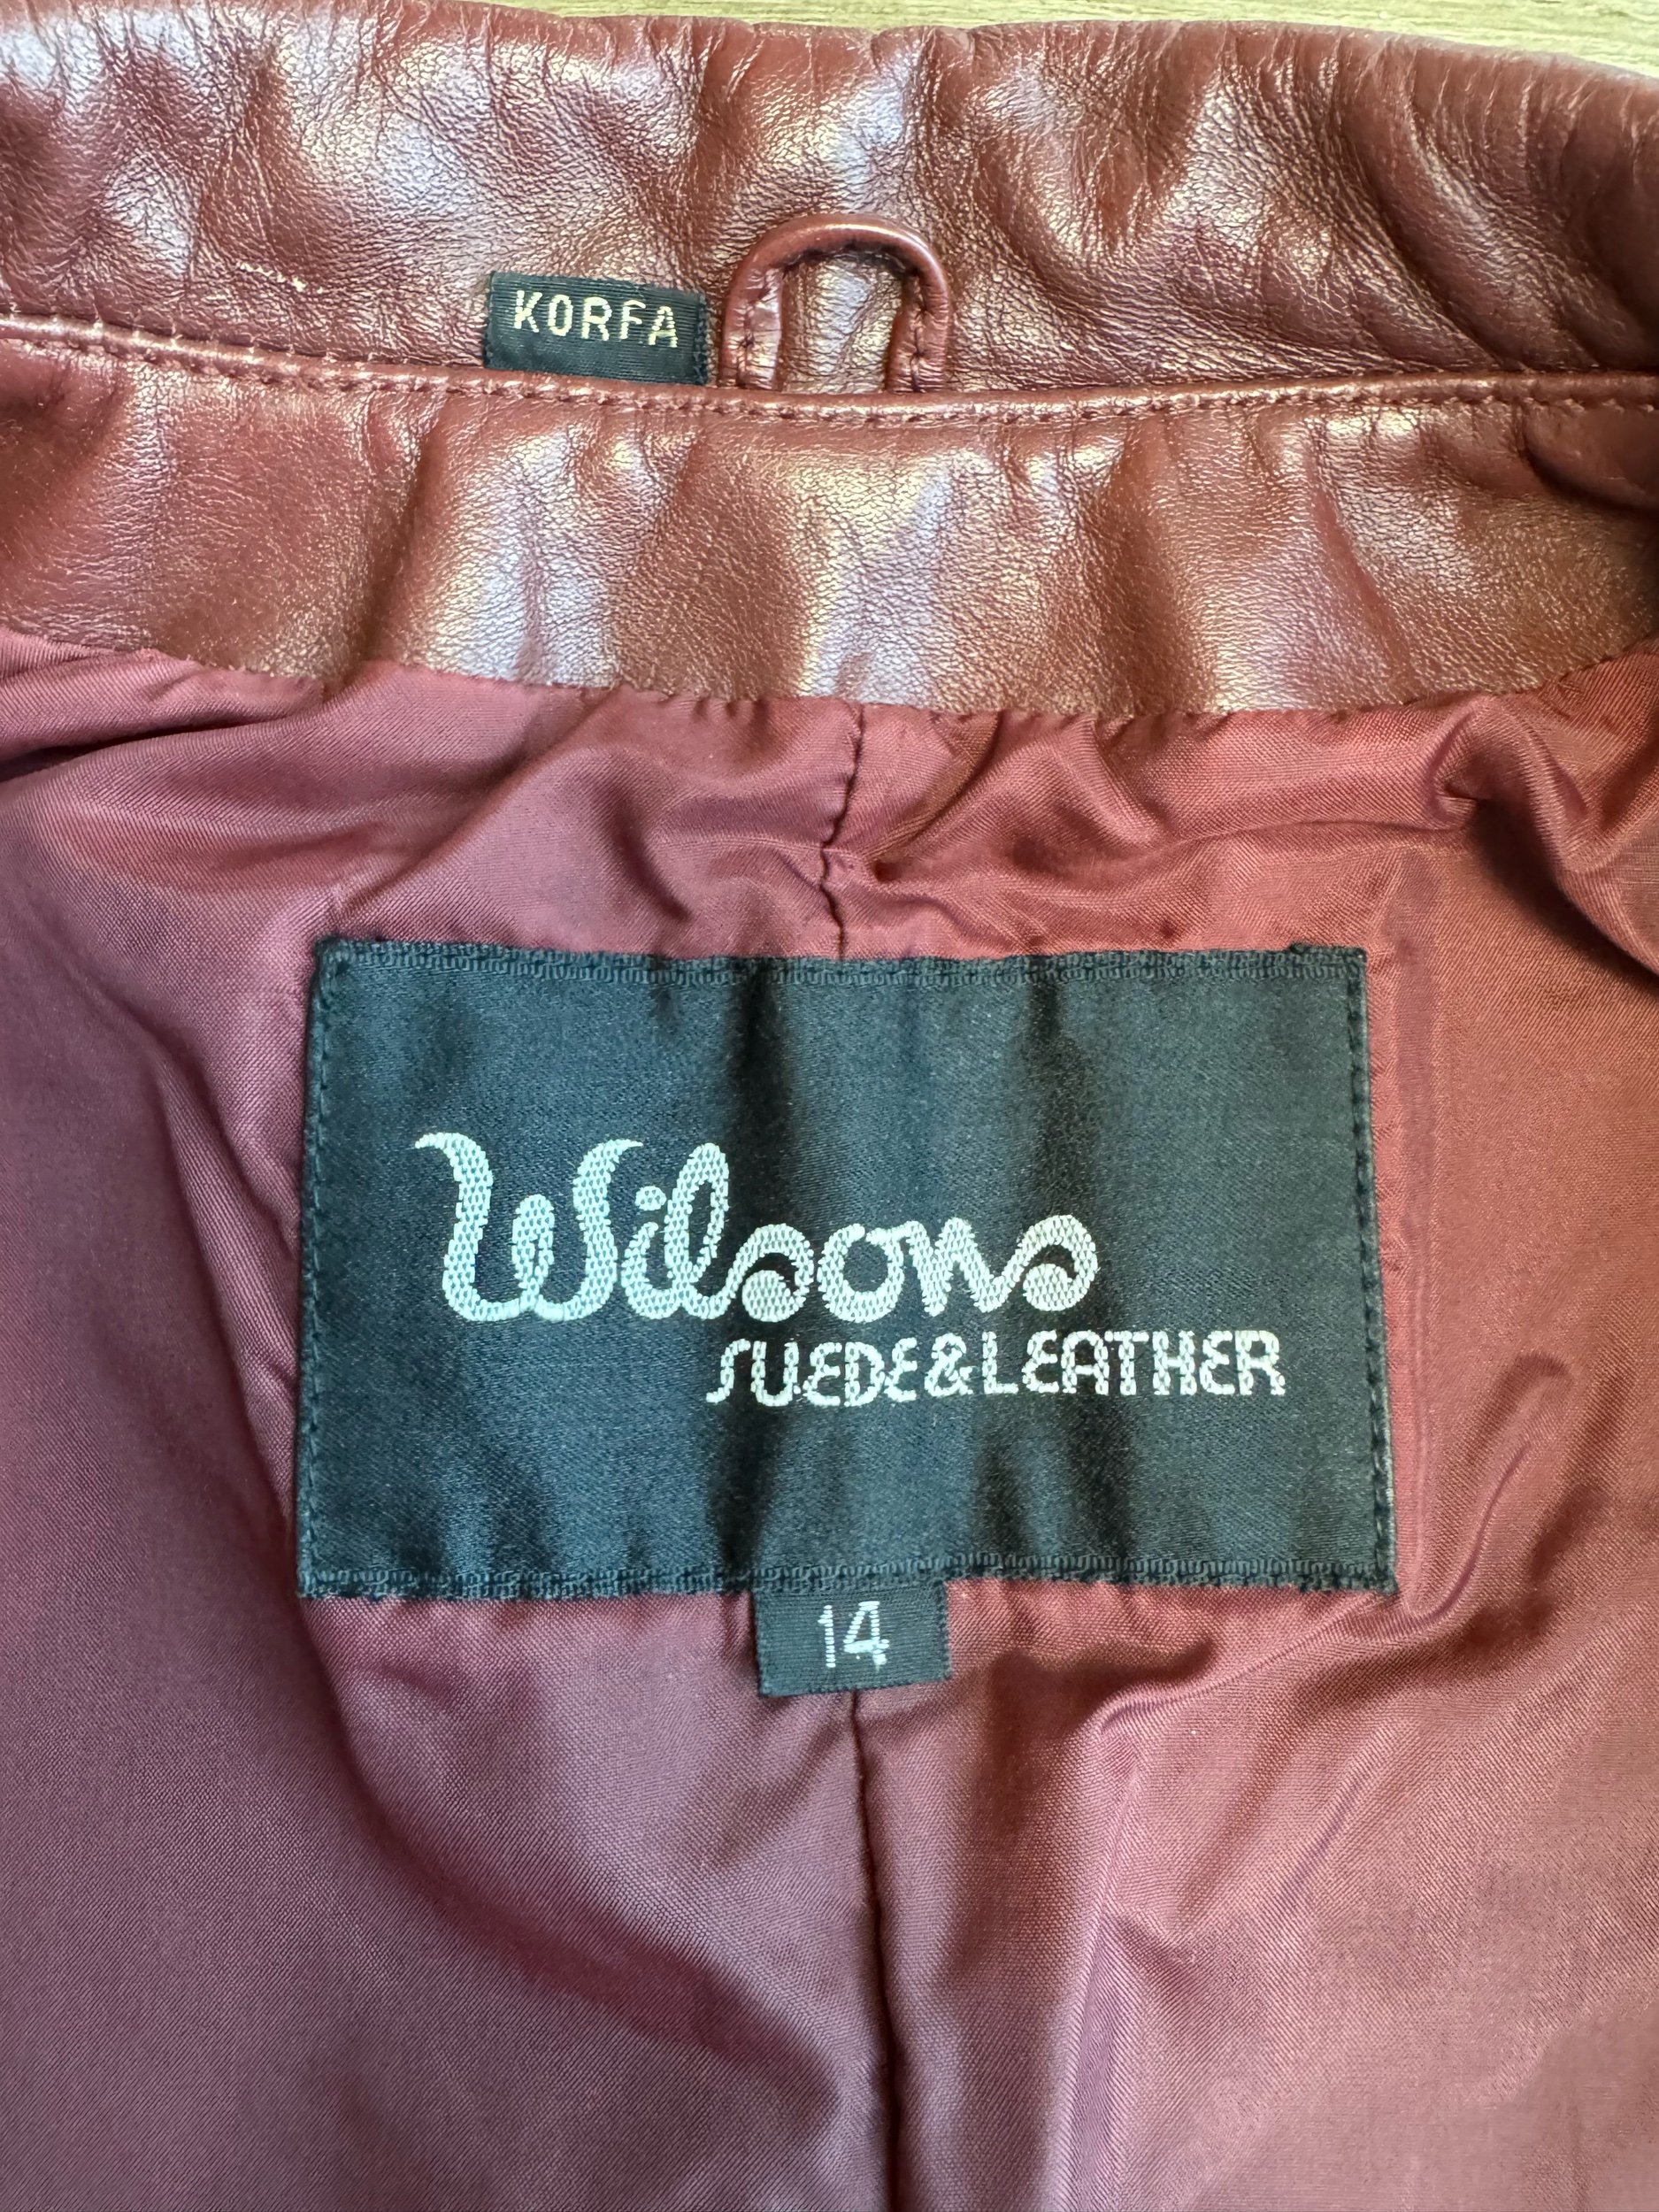 KORFA
Wilsons
SUEDE&LEATHER
14